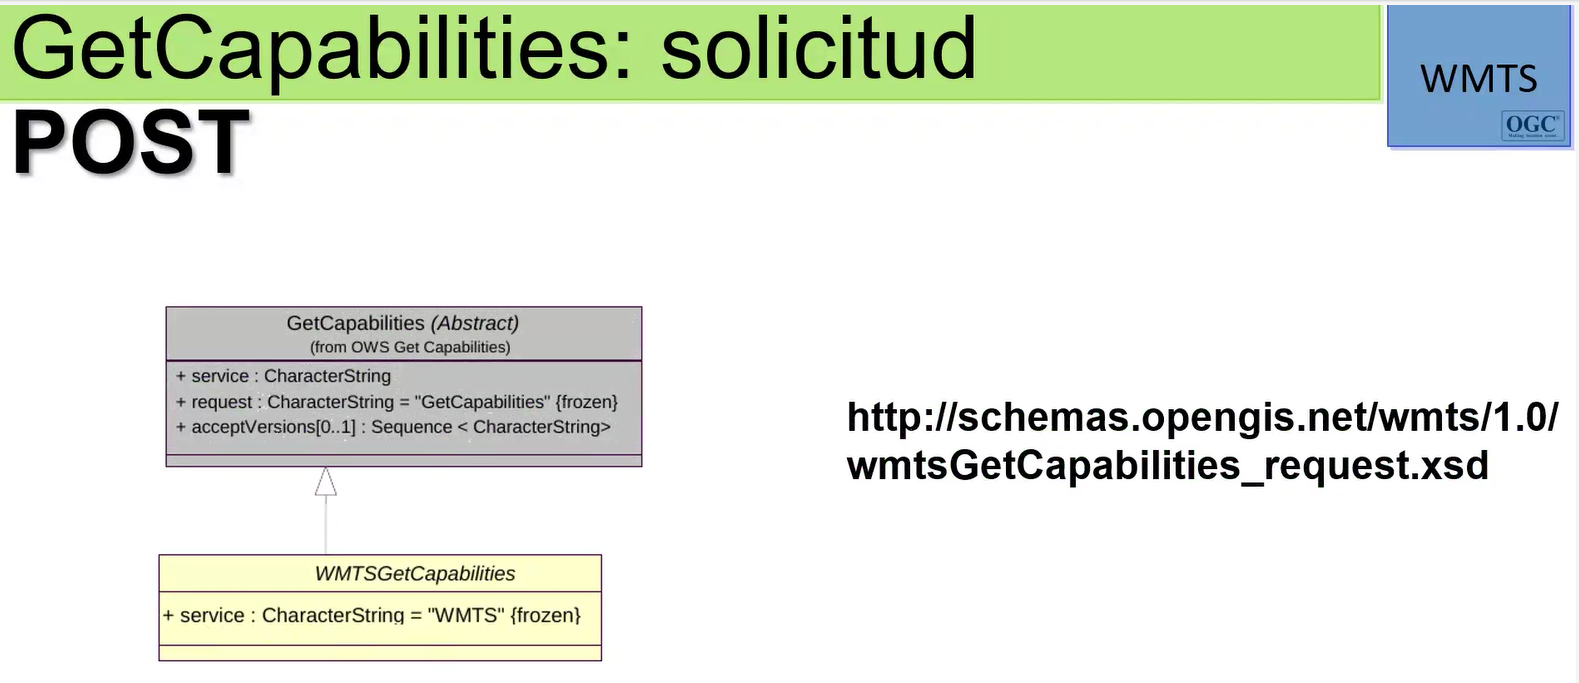 GetCapabilities: solicitud
POST
WMTS
OGC
GetCapabilities (Abstract)
(from OWS Get Capabilities)
+ service : CharacterString
+ request : CharacterString = "GetCapabilities" {frozen}
+ acceptVersions[0..1] : Sequence < CharacterString>
http://schemas.opengis.net/wmts/1.0/
wmtsGetCapabilities_request.xsd
WMTSGetCapabilities
+ service : CharacterString = "WMTS" {frozen}